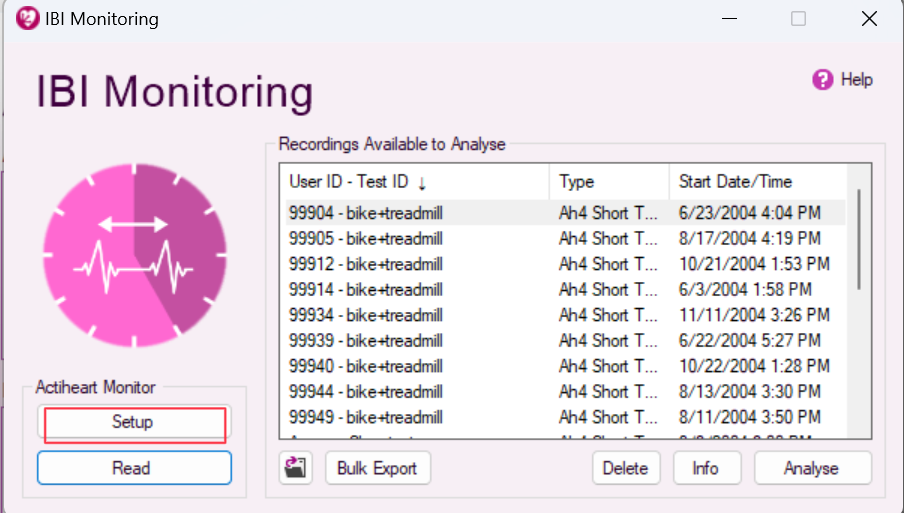 IBI Monitoring
IBI Monitoring
Help
Recordings Available to Analyse
User ID - Test ID ↓ Type Start Date/Time
99904 - bike+treadmill Ah4 Short T... 6/23/2004 4:04 PM
99905 - bike+treadmill Ah4 Short T... 8/17/2004 4:19 PM
99912 - bike+treadmill Ah4 Short T... 10/21/2004 1:53 PM
99914 - bike+treadmill Ah4 Short T... 6/3/2004 1:58 PM
99934 - bike+treadmill Ah4 Short T... 11/11/2004 3:26 PM
99939 - bike+treadmill Ah4 Short T... 6/22/2004 5:27 PM
99940 - bike+treadmill Ah4 Short T... 10/22/2004 1:28 PM
99944 - bike+treadmill Ah4 Short T... 8/13/2004 3:30 PM
99949 - bike+treadmill Ah4 Short T... 8/11/2004 3:50 PM
Actiheart Monitor
Setup
Read
Bulk Export
Delete
Info
Analyse